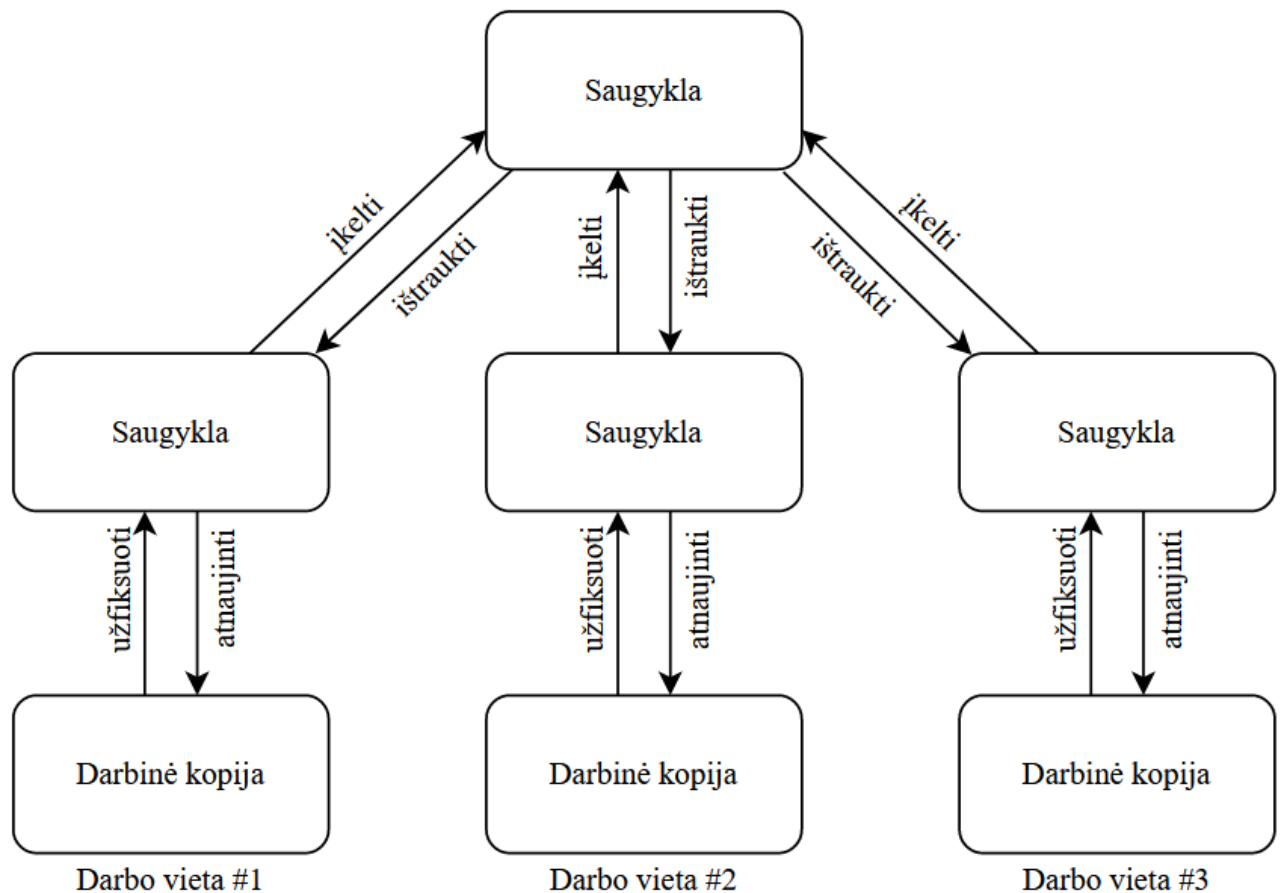 Saugykla
įkelti
ištraukti
įkelti
ištraukti
ištraukti
įkelti
Saugykla
Saugykla
Saugykla
užfiksuoti
atnaujinti
užfiksuoti
atnaujinti
užfiksuoti
atnaujinti
Darbinė kopija
Darbinė kopija
Darbinė kopija
Darbo vieta #1
Darbo vieta #2
Darbo vieta #3